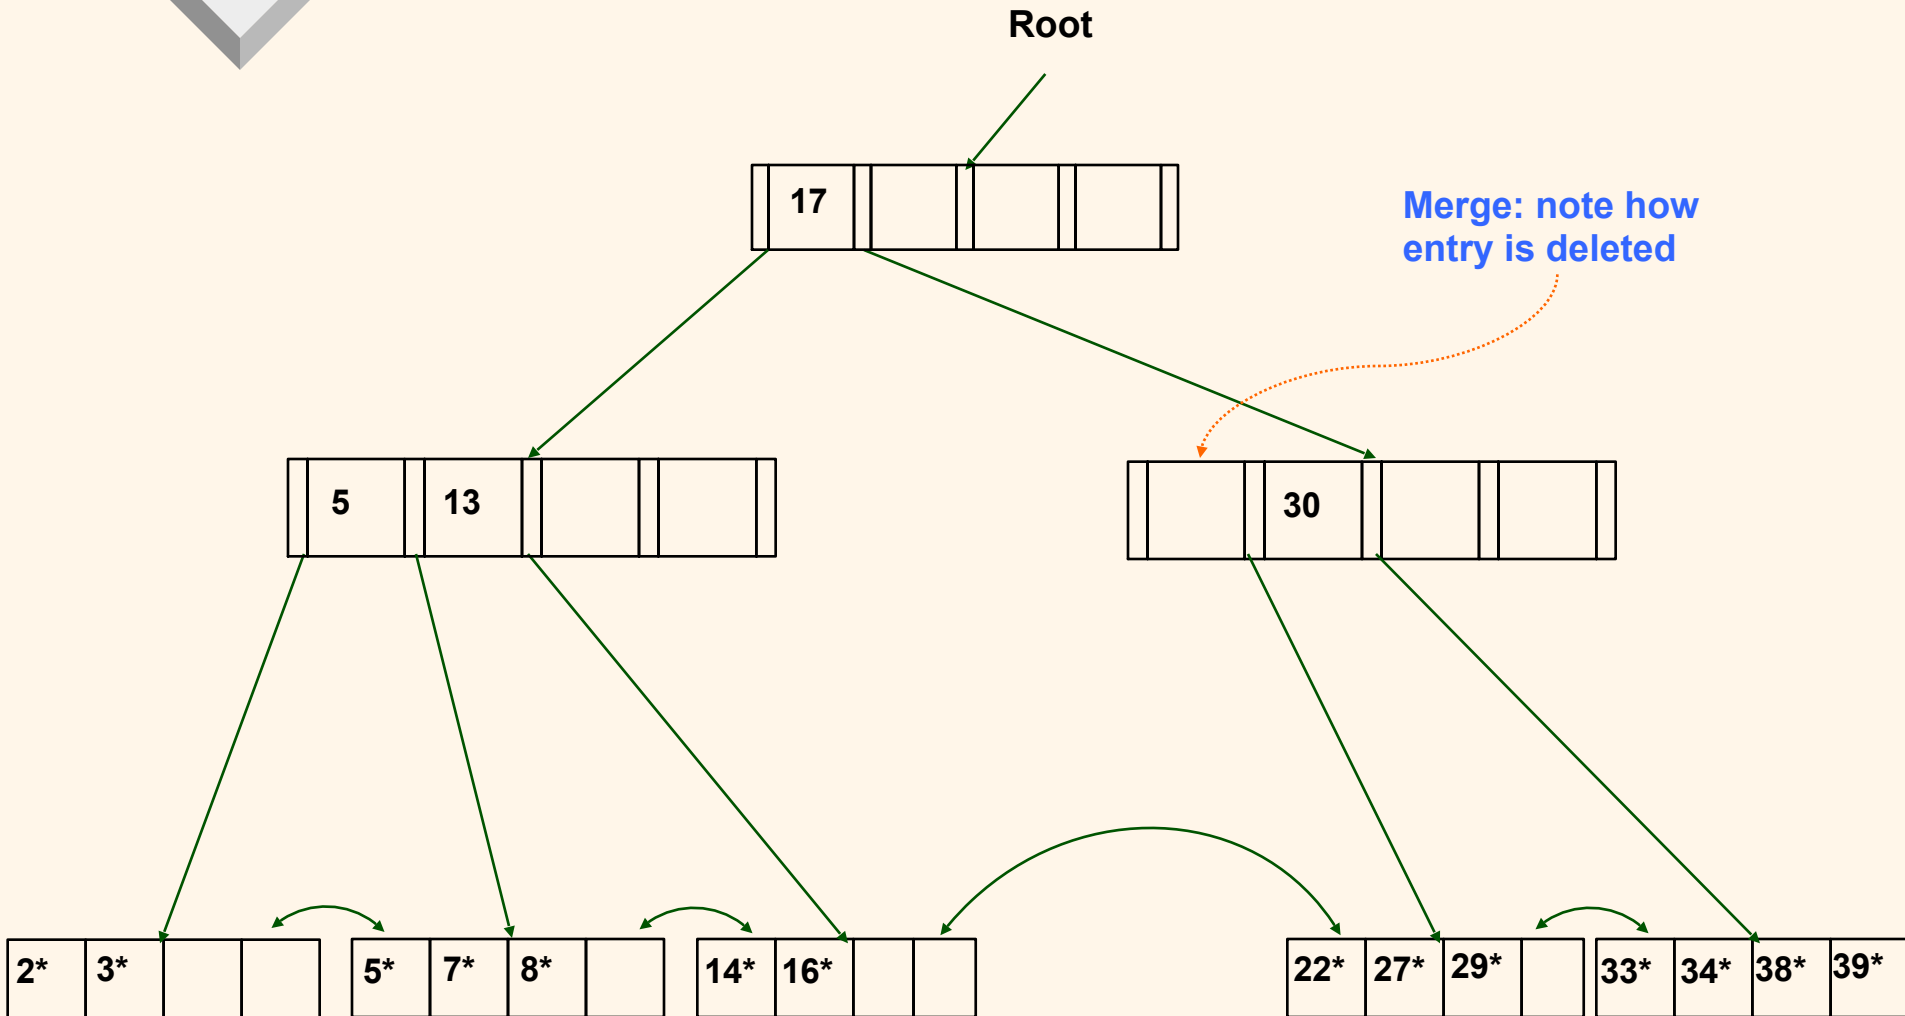 Root
17
Merge: note how
entry is deleted
5 13
30
2* 3* 5* 7* 8* 14* 16* 22* 27* 29* 33* 34* 38* 39*